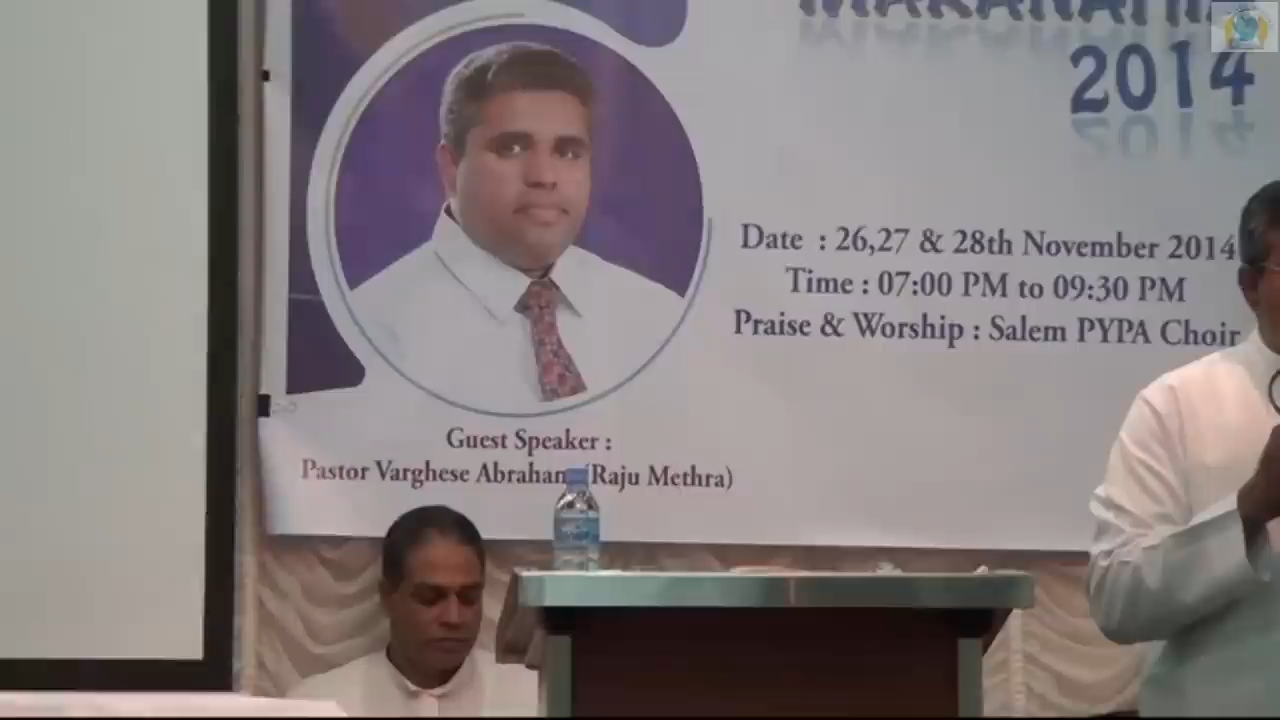 2014
Date : 26,27 & 28th November 2014
Time : 07:00 PM to 09:30 PM
Praise & Worship : Salem PYPA Choir
Guest Speaker :
Pastor Varghese Abraham (Raju Methra)